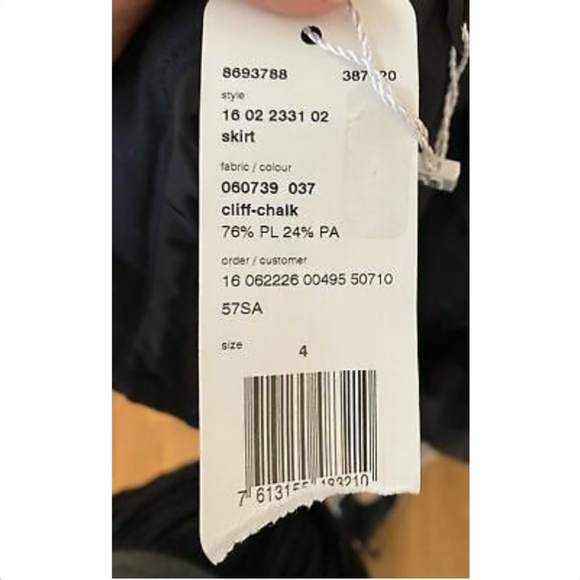 8693788
style
16 02 2331 02
skirt
fabric / colour
060739 037
cliff-chalk
76% PL 24% PA
order / customer
16 062226 00495 50710
57SA
size
4